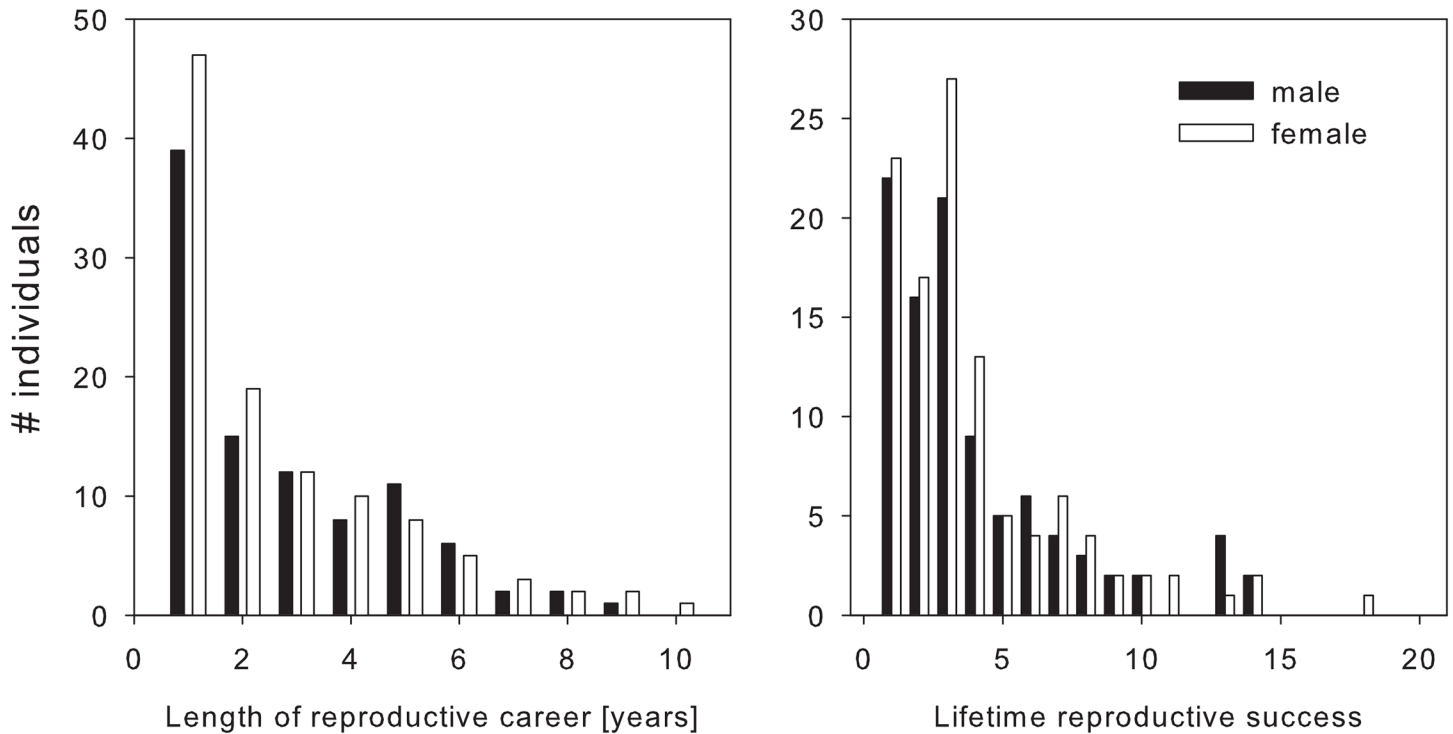 # individuals
50
40
30
20
10
0
0 2 4 6 8 10
Length of reproductive career [years]
30
25
20
15
10
5
0
0 5 10 15 20
Lifetime reproductive success
male
female